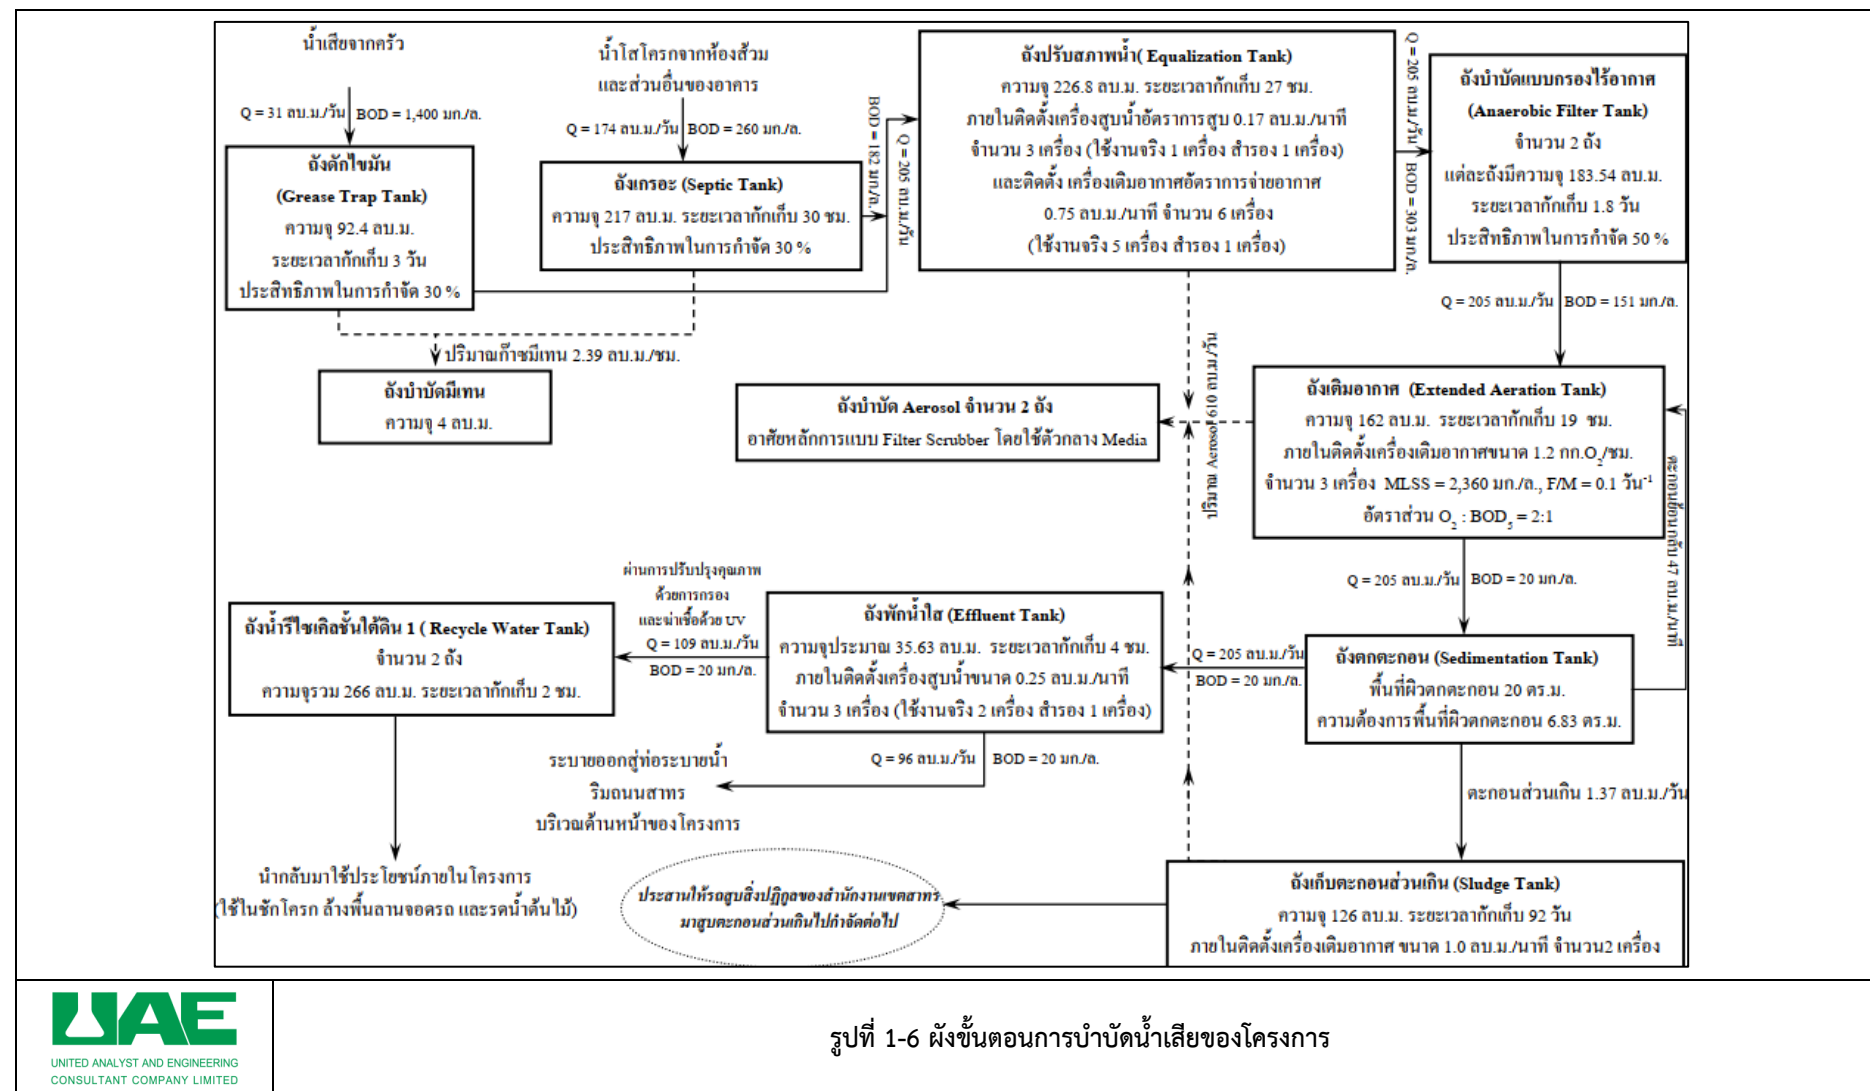 น้ำเสียจากครัว
Q = 31 ลบ.ม./วัน BOD = 1,400 มก./ล.
ถังดักไขมัน
(Grease Trap Tank)
ความจุ 92.4 ลบ.ม.
ระยะเวลากักเก็บ 3 วัน
ประสิทธิภาพในการกำจัด 30 %
น้ำโสโครกจากห้องส้วม
และส่วนอื่นของอาคาร
Q = 174 ลบ.ม./วัน BOD = 260 มก./ล.
ถังเกรอะ (Septic Tank)
ความจุ 217 ลบ.ม. ระยะเวลากักเก็บ 30 ชม.
ประสิทธิภาพในการกำจัด 30 %
BOD = 182 มก./ล.
Q = 205 ลบ.ม./วัน
ถังปรับสภาพน้ำ( Equalization Tank)
ความจุ 226.8 ลบ.ม. ระยะเวลากักเก็บ 27 ชม.
ภายในติดตั้งเครื่องสูบน้ำอัตราการสูบ 0.17 ลบ.ม./นาที
จำนวน 3 เครื่อง (ใช้งานจริง 1 เครื่อง สำรอง 1 เครื่อง)
และติดตั้ง เครื่องเติมอากาศอัตราการจ่ายอากาศ
0.75 ลบ.ม./นาที จำนวน 6 เครื่อง
(ใช้งานจริง 5 เครื่อง สำรอง 1 เครื่อง)
Q = 205 ลบ.ม./วัน BOD = 303 มก./ล.
ถังบำบัดแบบกรองไร้อากาศ
(Anaerobic Filter Tank)
จำนวน 2 ถัง
แต่ละถังมีความจุ 183.54 ลบ.ม.
ระยะเวลากักเก็บ 1.8 วัน
ประสิทธิภาพในการกำจัด 50 %
Q = 205 ลบ.ม./วัน BOD = 151 มก./ล.
ปริมาณก๊าซมีเทน 2.39 ลบ.ม./ชม.
ถังบำบัดมีเทน
ความจุ 4 ลบ.ม.
ถังบำบัด Aerosol จำนวน 2 ถัง
อาศัยหลักการแบบ Filter Scrubber โดยใช้ตัวกลาง Media
ปริมาณ Aerosol 610 ลบ.ม./วัน
ถังเติมอากาศ (Extended Aeration Tank)
ความจุ 162 ลบ.ม. ระยะเวลากักเก็บ 19 ชม.
ภายในติดตั้งเครื่องเติมอากาศขนาด 1.2 กก.O2/ชม.
จำนวน 3 เครื่อง MLSS = 2,360 มก./ล., F/M = 0.1 วัน-1
อัตราส่วน O2 : BOD5 = 2:1
ตะกอนย้อนกลับ 47 ลบ.ม./นาที
Q = 205 ลบ.ม./วัน BOD = 20 มก./ล.
ถังตกตะกอน (Sedimentation Tank)
พื้นที่ผิวตกตะกอน 20 ตร.ม.
ความต้องการพื้นที่ผิวตกตะกอน 6.83 ตร.ม.
Q = 205 ลบ.ม./วัน
BOD = 20 มก./ล.
ถังพักน้ำใส (Effluent Tank)
ความจุประมาณ 35.63 ลบ.ม. ระยะเวลากักเก็บ 4 ชม.
ภายในติดตั้งเครื่องสูบน้ำขนาด 0.25 ลบ.ม./นาที
จำนวน 3 เครื่อง (ใช้งานจริง 2 เครื่อง สำรอง 1 เครื่อง)
ผ่านการปรับปรุงคุณภาพ
ด้วยการกรอง
และฆ่าเชื้อด้วย UV
Q = 109 ลบ.ม./วัน
BOD = 20 มก./ล.
ถังน้ำรีไซเคิลชั้นใต้ดิน 1 ( Recycle Water Tank)
จำนวน 2 ถัง
ความจุรวม 266 ลบ.ม. ระยะเวลากักเก็บ 2 ชม.
Q = 96 ลบ.ม./วัน BOD = 20 มก./ล.
ระบายออกสู่ท่อระบายน้ำ
ริมถนนสาทร
บริเวณด้านหน้าของโครงการ
นำกลับมาใช้ประโยชน์ภายในโครงการ
(ใช้ในชักโครก ล้างพื้นลานจอดรถ และรดน้ำต้นไม้)
ตะกอนส่วนเกิน 1.37 ลบ.ม./วัน
ถังเก็บตะกอนส่วนเกิน (Sludge Tank)
ความจุ 126 ลบ.ม. ระยะเวลากักเก็บ 92 วัน
ภายในติดตั้งเครื่องเติมอากาศ ขนาด 1.0 ลบ.ม./นาที จำนวน2 เครื่อง
ประสานให้รถสูบสิ่งปฏิกูลของสำนักงานเขตสาทร
มาสูบตะกอนส่วนเกินไปกำจัดต่อไป
UAE
UNITED ANALYST AND ENGINEERING
CONSULTANT COMPANY LIMITED
รูปที่ 1-6 ผังขั้นตอนการบำบัดน้ำเสียของโครงการ